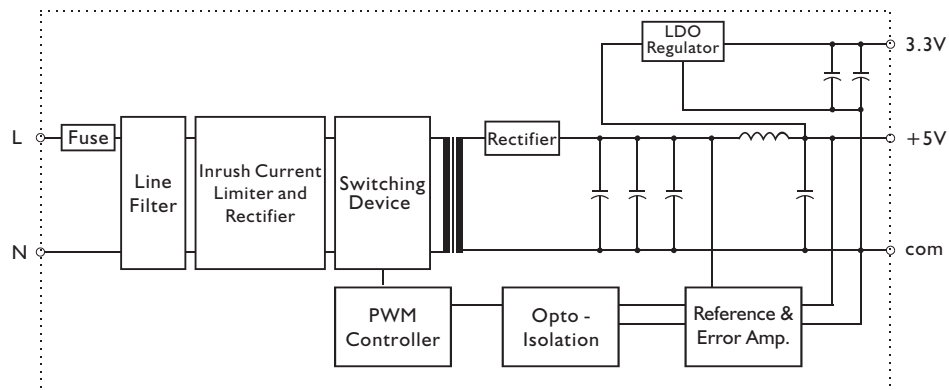 LDO
Regulator
3.3V
L
Fuse
Line
Filter
Inrush Current
Limiter and
Rectifier
Switching
Device
Rectifier
+5V
N
com
PWM
Controller
Opto -
Isolation
Reference &
Error Amp.